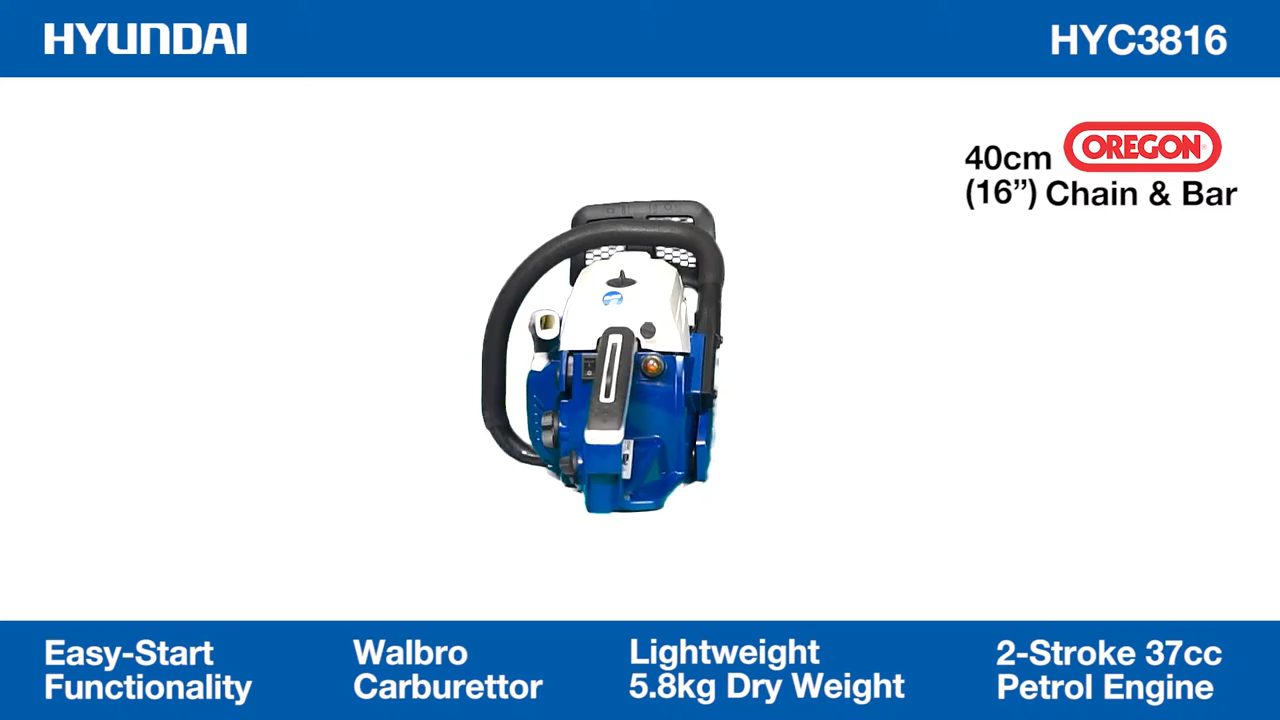 HYUNDAI
HYC3816
40cm OREGON
(16”) Chain & Bar
Easy-Start
Functionality
Walbro
Carburettor
Lightweight
5.8kg Dry Weight
2-Stroke 37cc
Petrol Engine